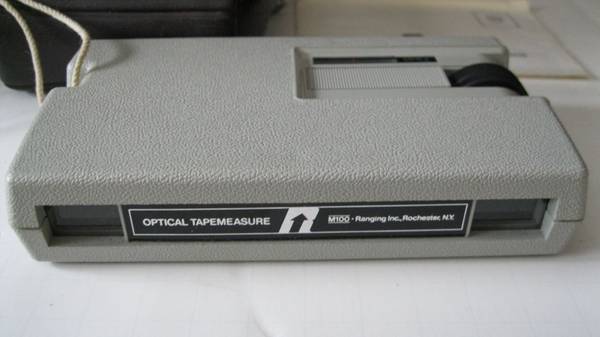 OPTICAL TAPEMEASURE M100 · Ranging Inc., Rochester, N.Y.